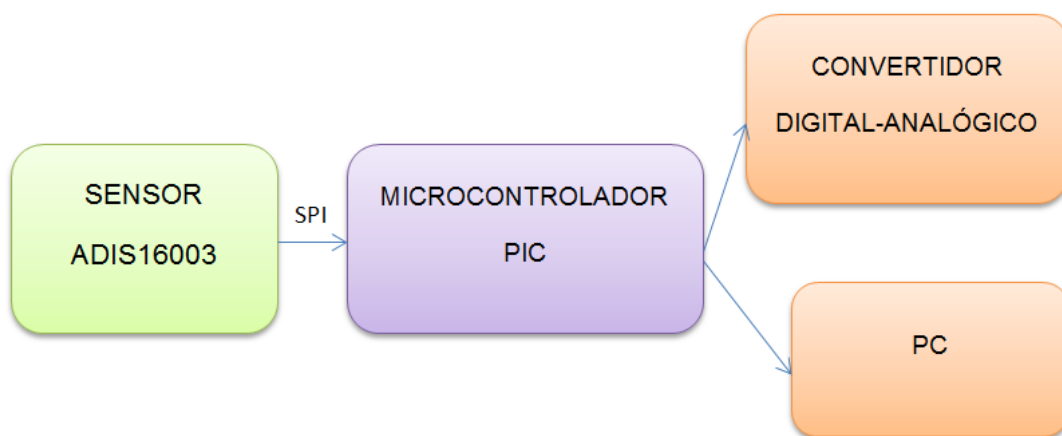 SENSOR
ADIS16003
SPI
MICROCONTROLADOR
PIC
CONVERTIDOR
DIGITAL-ANALÓGICO
PC